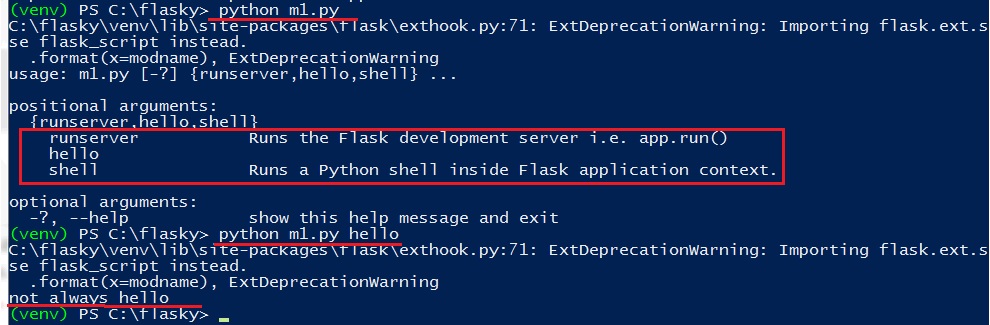 (venv) PS C:\flasky> python m1.py
C:\flasky\venv\lib\site-packages\flask\exthook.py:71: ExtDeprecationWarning: Importing flask.ext.s
se flask_script instead.
  .format(x=modname), ExtDeprecationWarning
usage: m1.py [-?] {runserver,hello,shell} ...
positional arguments:
  {runserver,hello,shell}
    runserver           Runs the Flask development server i.e. app.run()
    hello
    shell               Runs a Python shell inside Flask application context.
optional arguments:
  -?, --help            show this help message and exit
(venv) PS C:\flasky> python m1.py hello
C:\flasky\venv\lib\site-packages\flask\exthook.py:71: ExtDeprecationWarning: Importing flask.ext.s
se flask_script instead.
  .format(x=modname), ExtDeprecationWarning
not always hello
(venv) PS C:\flasky> _